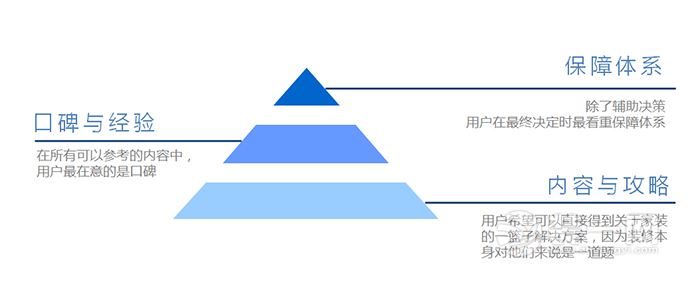 保障体系
除了辅助决策
用户在最终决定时最看重保障体系
口碑与经验
在所有可以参考的内容中，
用户最在意的是口碑
内容与攻略
用户希望可以直接得到关于家装
的一篮子解决方案，因为装修本
身对他们来说是一道题